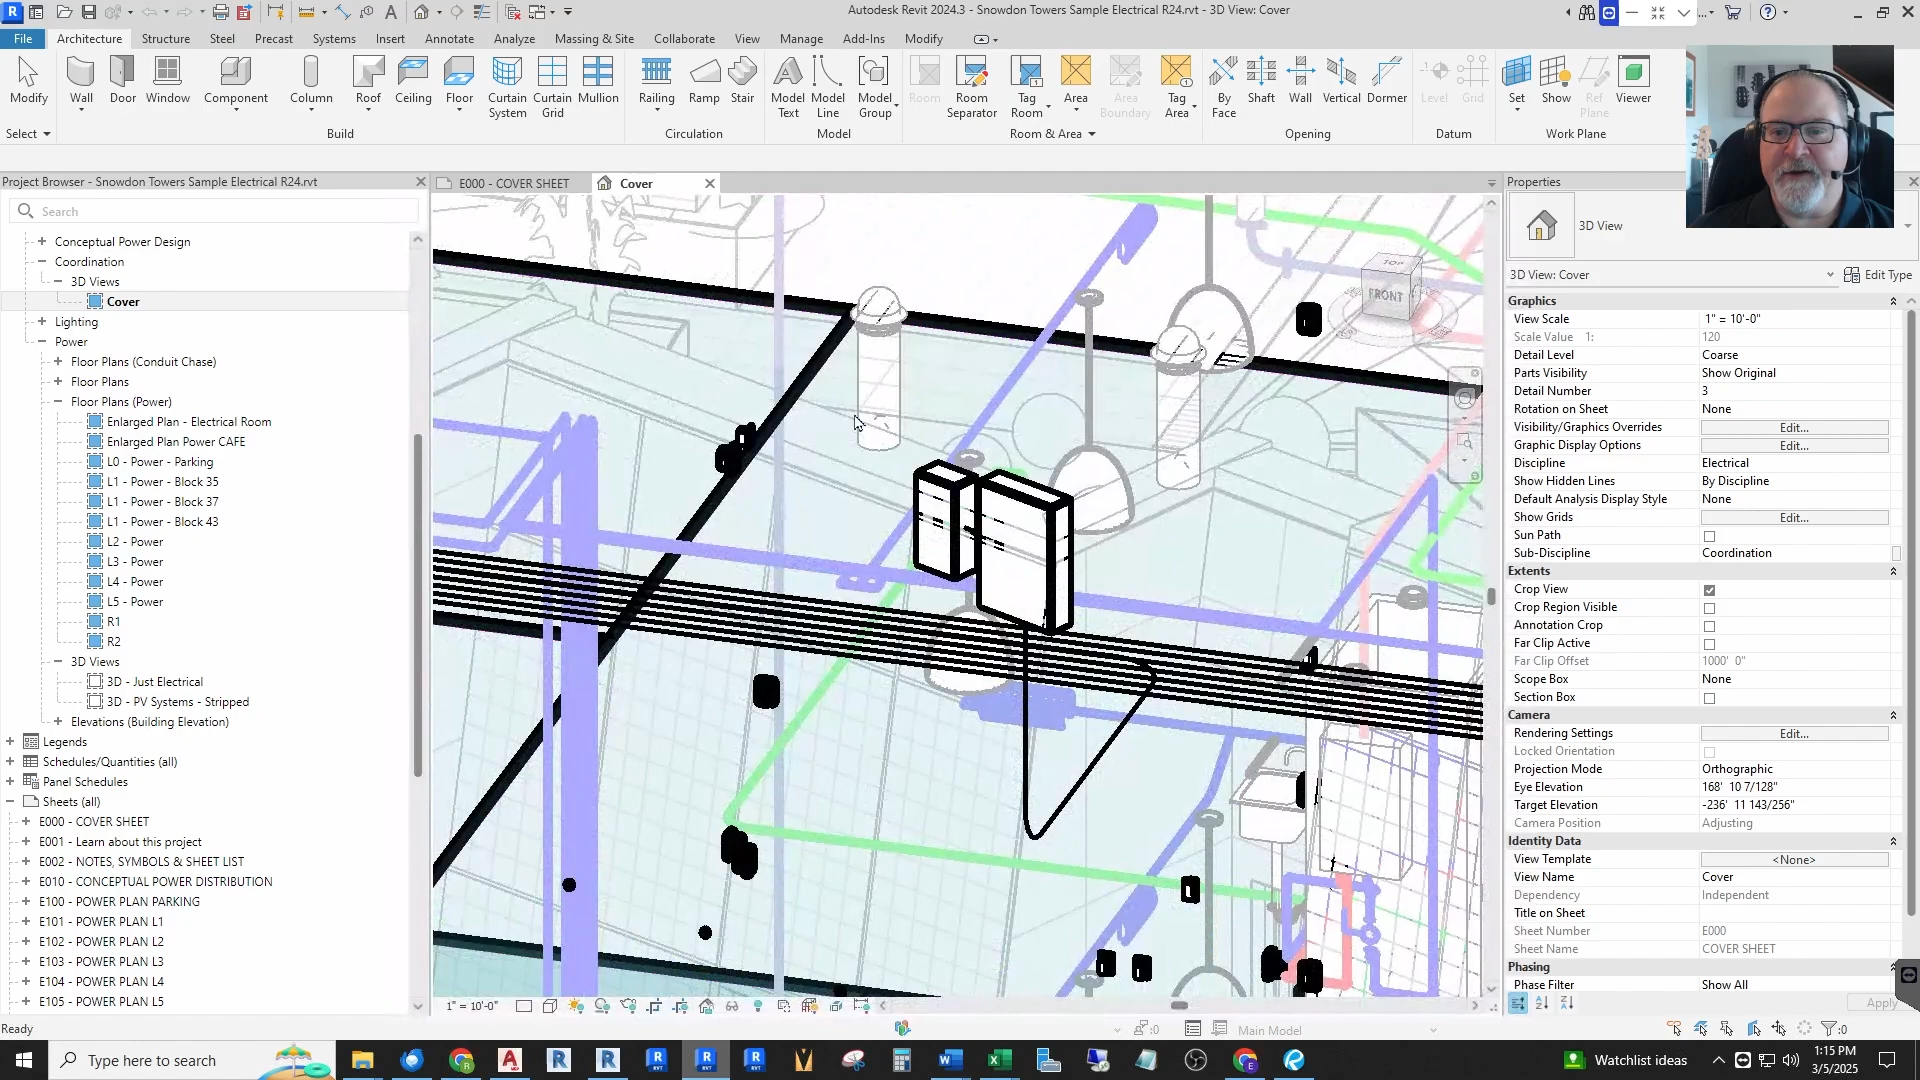 Autodesk Revit 2024.3 - Snowdon Towers Sample Electrical R24.rvt - 3D View: Cover
File Architecture Structure Steel Precast Systems Insert Annotate Analyze Massing & Site Collaborate View Manage Add-Ins Modify
Modify Wall Door Window Component Column Roof Ceiling Floor Curtain System Curtain Grid Mullion Railing Ramp Stair Model Text Model Line Model Group Room Room Separator Tag Room Area Area Boundary Tag Area By Face Shaft Wall Vertical Dormer Level Grid Set Show Ref Plane Viewer
Select Build Circulation Model Room & Area Opening Datum Work Plane
Project Browser - Snowdon Towers Sample Electrical R24.rvt
Search
Conceptual Power Design
Coordination
3D Views
Cover
Lighting
Power
Floor Plans (Conduit Chase)
Floor Plans
Floor Plans (Power)
Enlarged Plan - Electrical Room
Enlarged Plan Power CAFE
L0 - Power - Parking
L1 - Power - Block 35
L1 - Power - Block 37
L1 - Power - Block 43
L2 - Power
L3 - Power
L4 - Power
L5 - Power
R1
R2
3D Views
3D - Just Electrical
3D - PV Systems - Stripped
Elevations (Building Elevation)
Legends
Schedules/Quantities (all)
Panel Schedules
Sheets (all)
E000 - COVER SHEET
E001 - Learn about this project
E002 - NOTES, SYMBOLS & SHEET LIST
E010 - CONCEPTUAL POWER DISTRIBUTION
E100 - POWER PLAN PARKING
E101 - POWER PLAN L1
E102 - POWER PLAN L2
E103 - POWER PLAN L3
E104 - POWER PLAN L4
E105 - POWER PLAN L5
E000 - COVER SHEET Cover
TOP
FRONT
1" = 10'-0"
Properties
3D View
3D View: Cover Edit Type
Graphics
View Scale 1" = 10'-0"
Scale Value 1: 120
Detail Level Coarse
Parts Visibility Show Original
Detail Number 3
Rotation on Sheet None
Visibility/Graphics Overrides Edit...
Graphic Display Options Edit...
Discipline Electrical
Show Hidden Lines By Discipline
Default Analysis Display Style None
Show Grids Edit...
Sun Path
Sub-Discipline Coordination
Extents
Crop View
Crop Region Visible
Annotation Crop
Far Clip Active
Far Clip Offset 1000' 0"
Scope Box None
Section Box
Camera
Rendering Settings Edit...
Locked Orientation
Projection Mode Orthographic
Eye Elevation 168' 10 7/128"
Target Elevation -236' 11 143/256"
Camera Position Adjusting
Identity Data
View Template <None>
View Name Cover
Dependency Independent
Title on Sheet
Sheet Number E000
Sheet Name COVER SHEET
Phasing
Phase Filter Show All
Apply
Ready :0 Main Model :0
Type here to search
Watchlist ideas
1:15 PM
3/5/2025